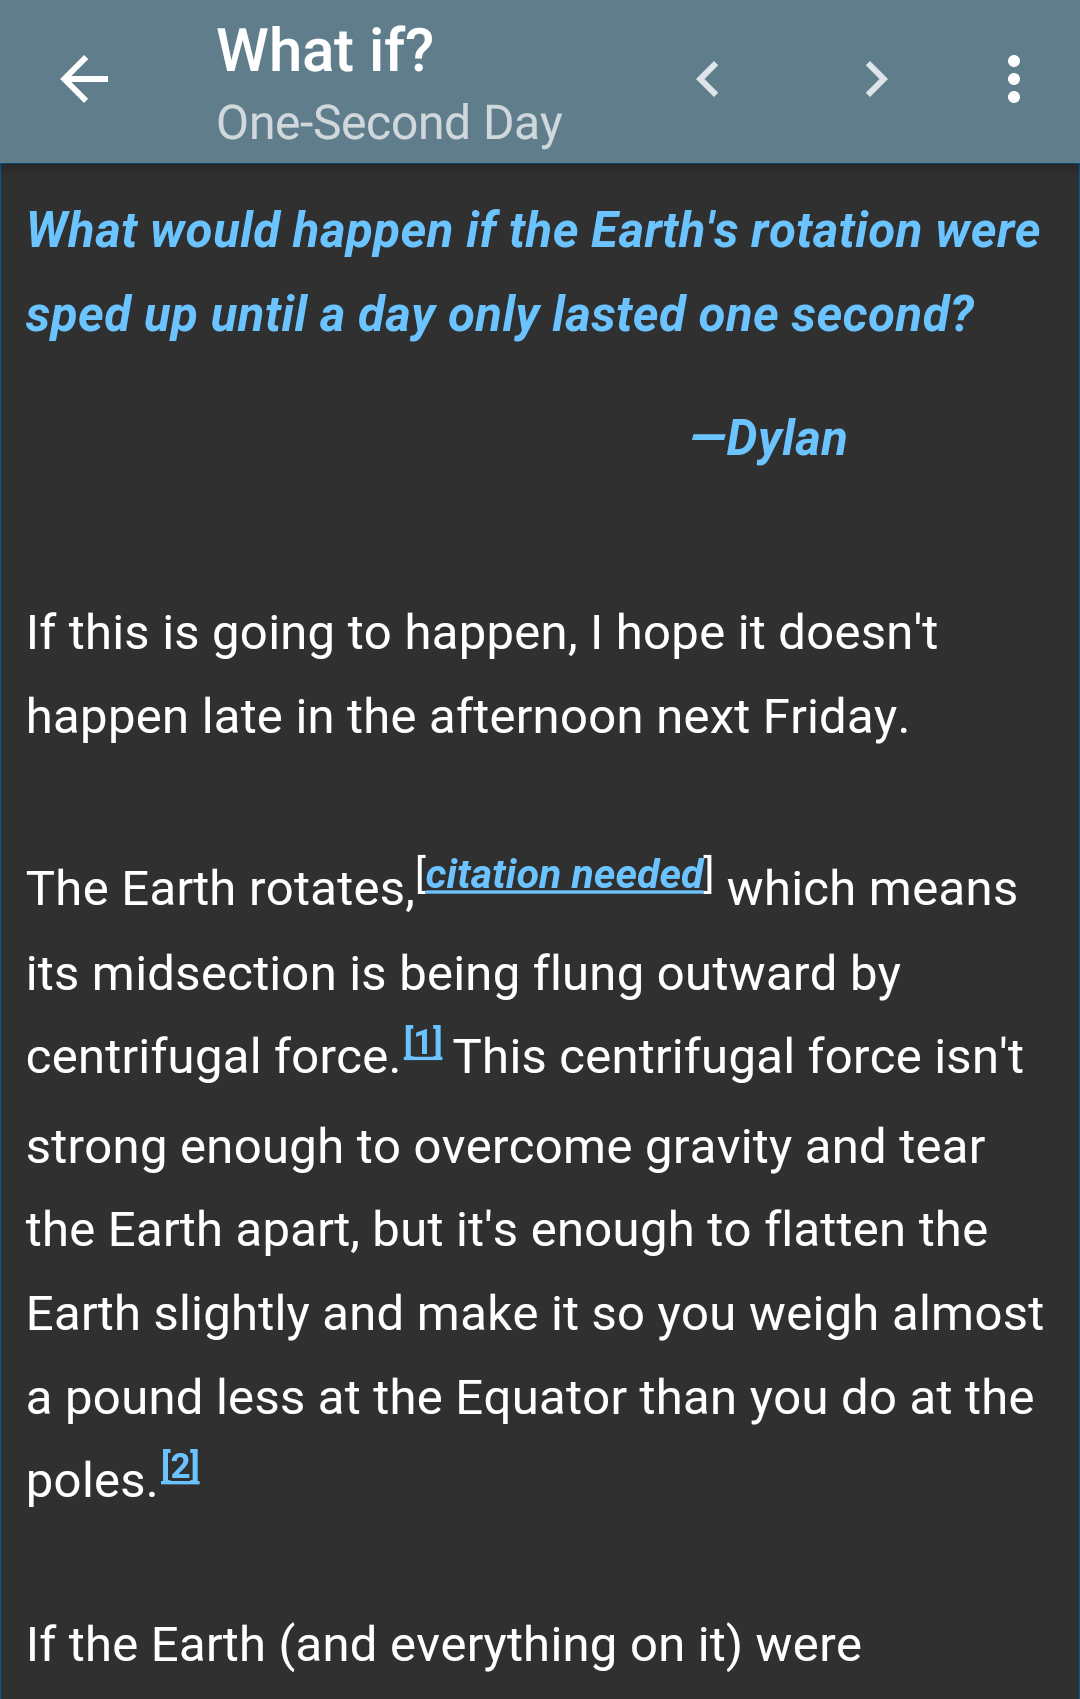 What if?
One-Second Day
What would happen if the Earth's rotation were
sped up until a day only lasted one second?
—Dylan
If this is going to happen, I hope it doesn't
happen late in the afternoon next Friday.
The Earth rotates,[citation needed] which means
its midsection is being flung outward by
centrifugal force.[1] This centrifugal force isn't
strong enough to overcome gravity and tear
the Earth apart, but it's enough to flatten the
Earth slightly and make it so you weigh almost
a pound less at the Equator than you do at the
poles.[2]
If the Earth (and everything on it) were